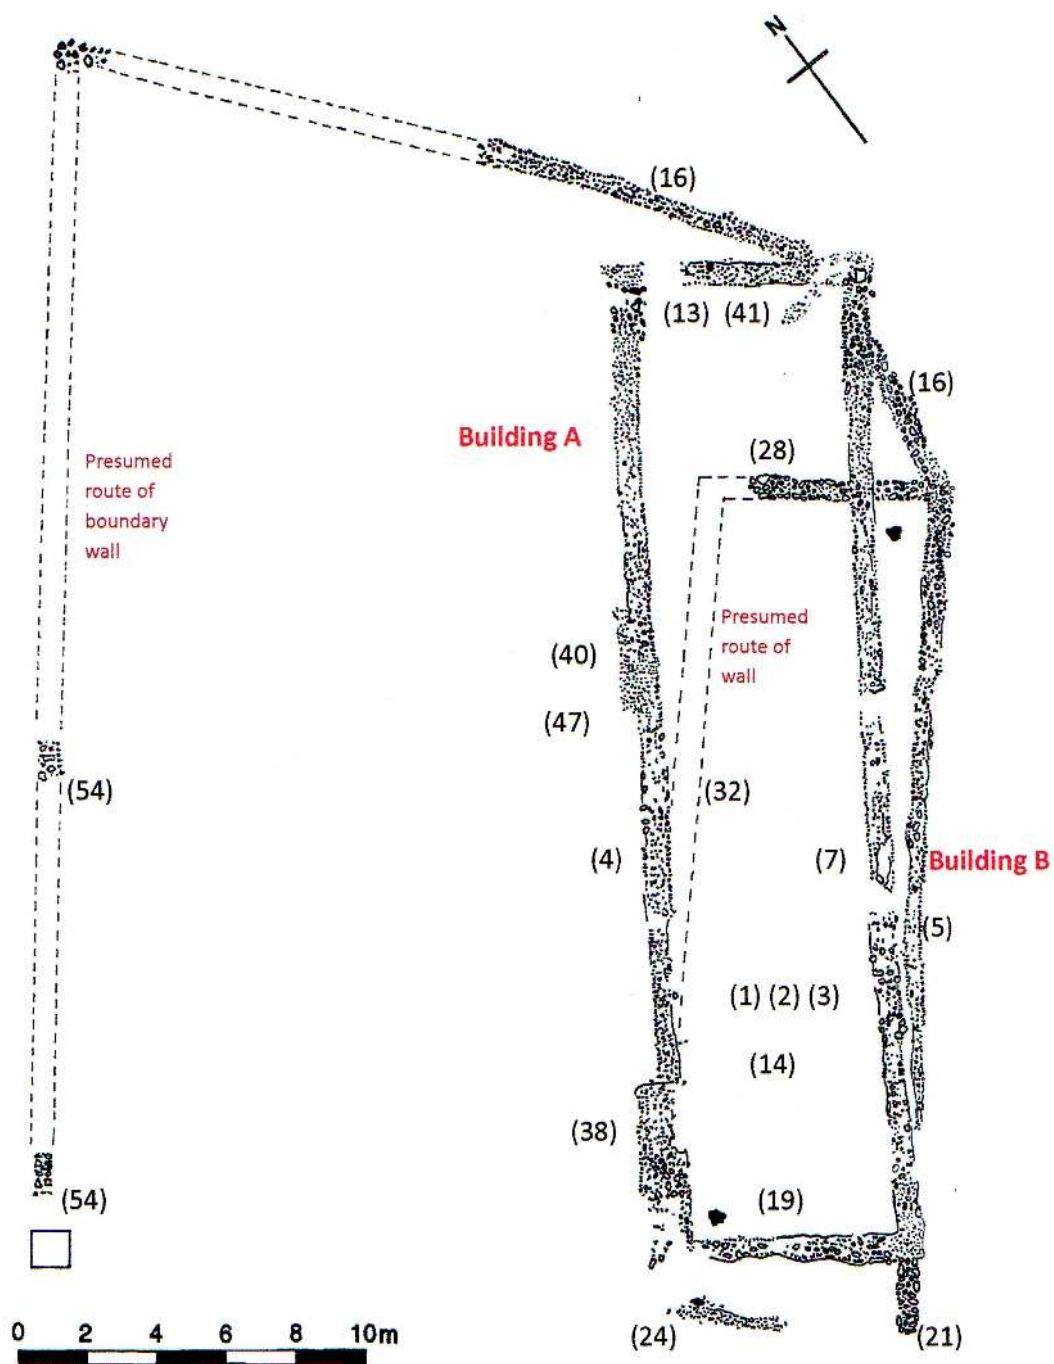 N
(16)
(13) (41)
(16)
Building A
(28)
Presumed
route of
boundary
wall
Presumed
route of
wall
(40)
(47)
(54)
(32)
(4)
(7)
Building B
(5)
(1) (2) (3)
(14)
(38)
(54)
(19)
0 2 4 6 8 10m
(24)
(21)